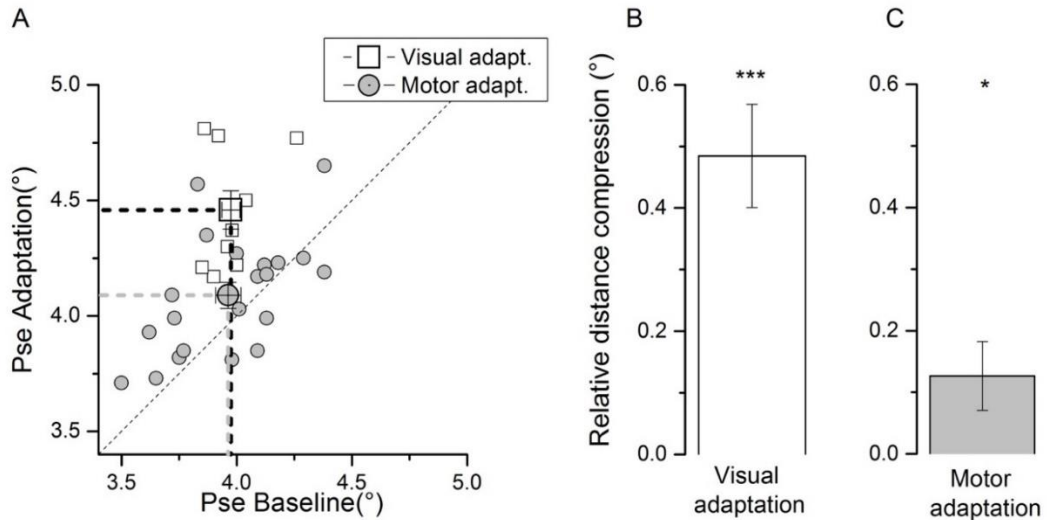 A
B
C
Visual adapt.
Motor adapt.
5.0
4.5
4.0
3.5
Pse Adaptation(°)
3.5
4.0
4.5
5.0
Pse Baseline(°)
Relative distance compression (°)
0.6
0.4
0.2
0.0
***
Visual
adaptation
0.6
0.4
0.2
0.0
*
Motor
adaptation